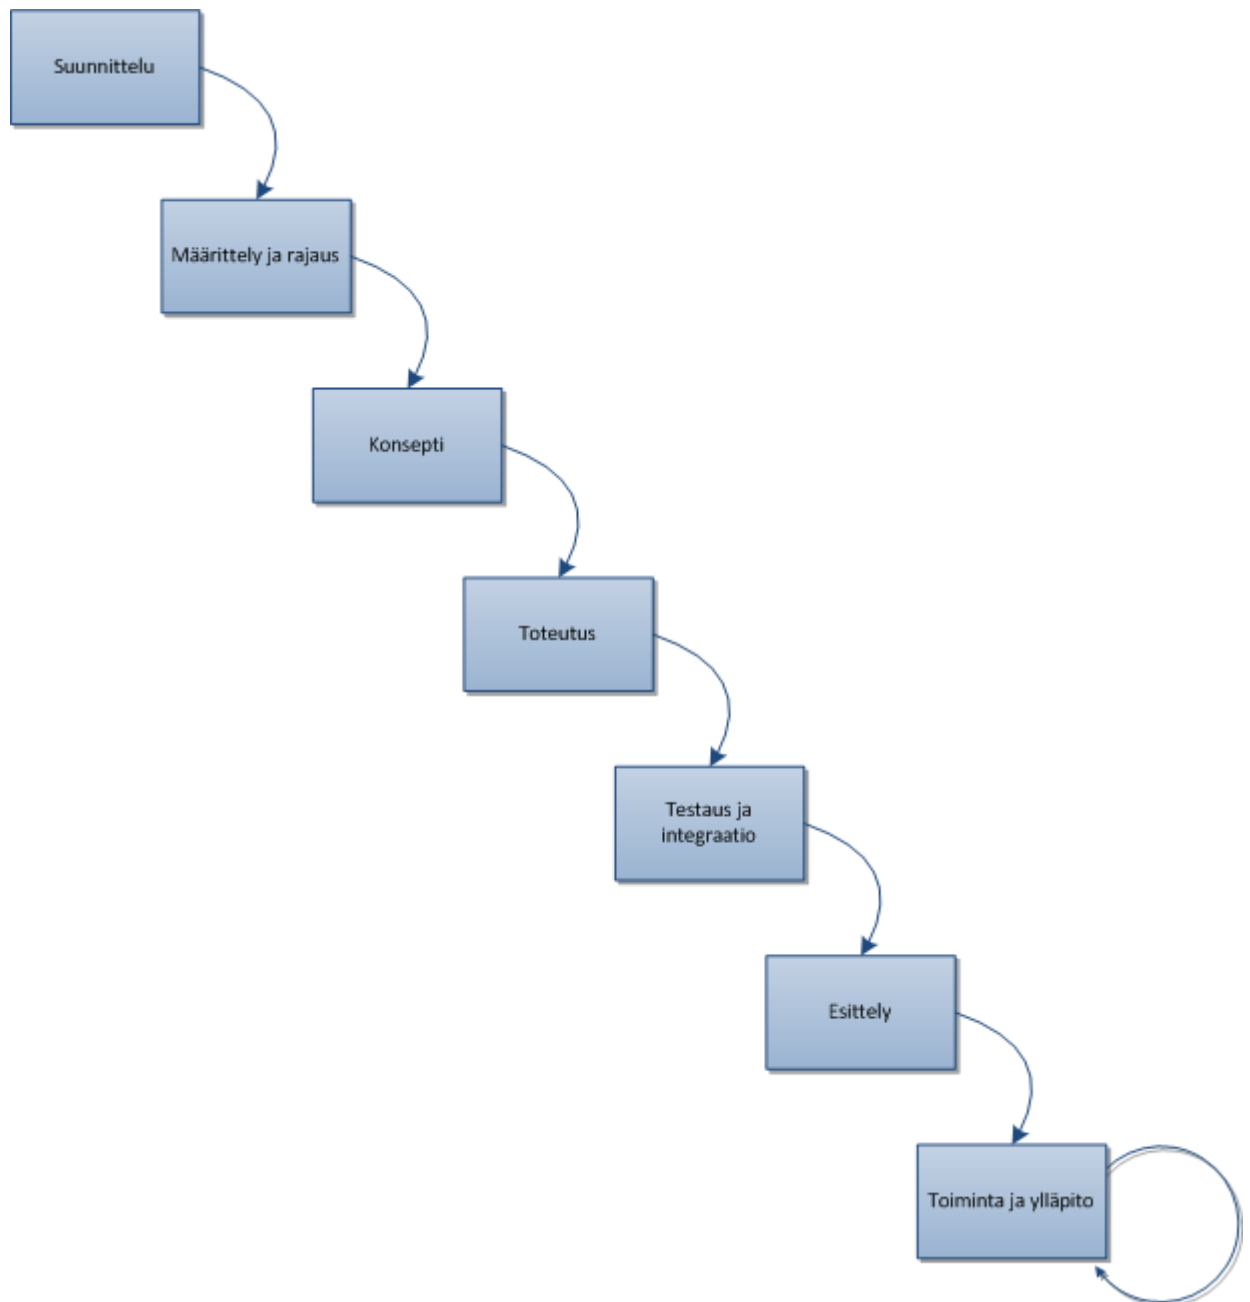 Suunnittelu
Määrittely ja rajaus
Konsepti
Toteutus
Testaus ja
integraatio
Esittely
Toiminta ja ylläpito